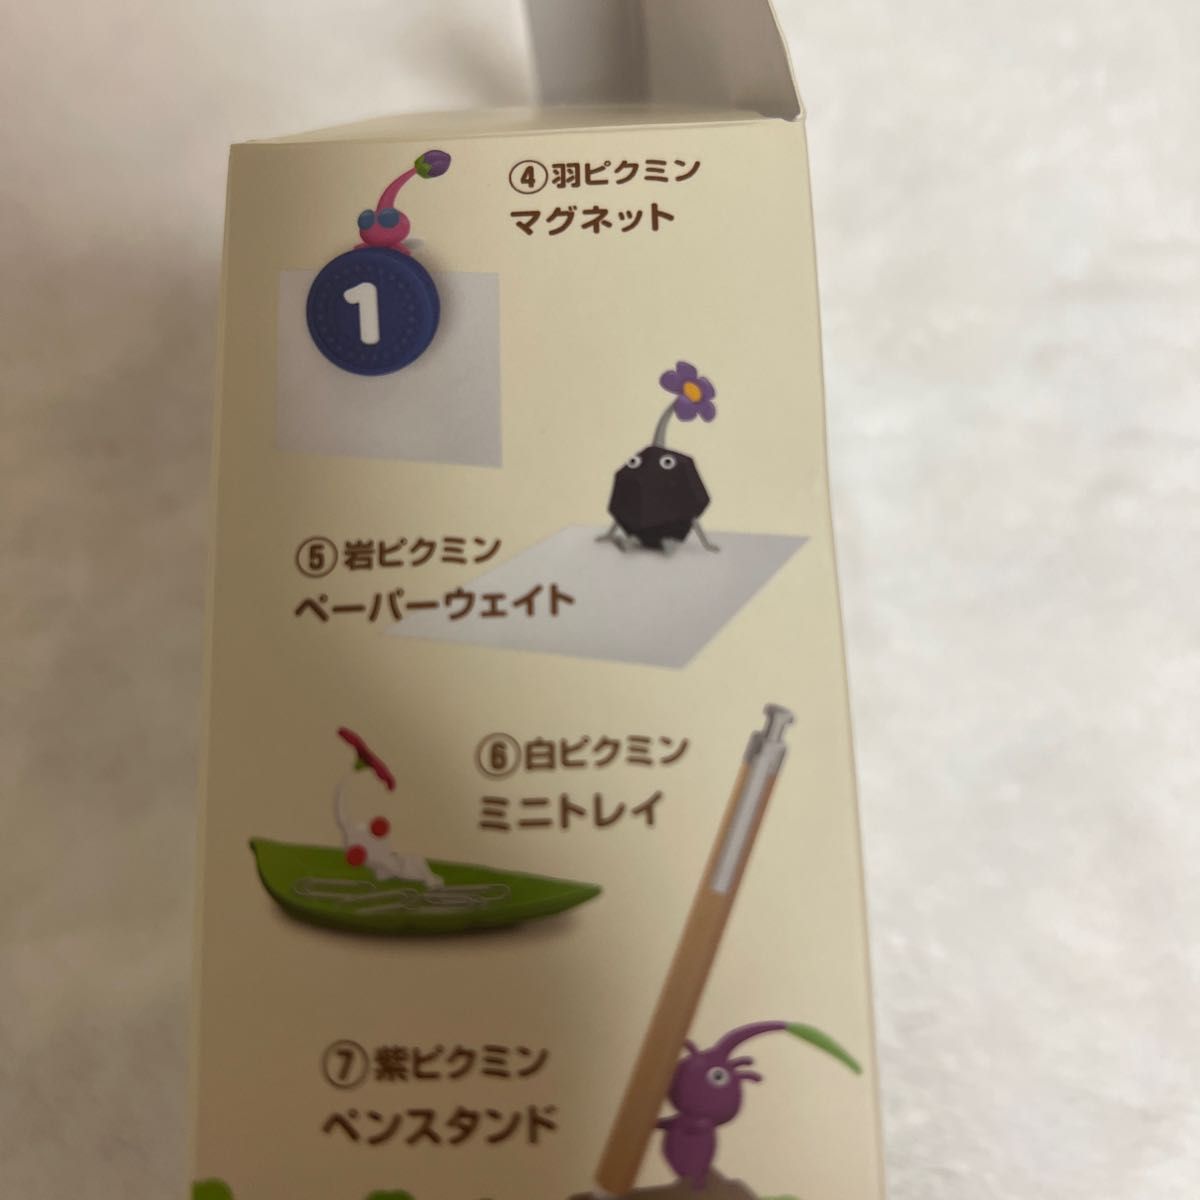 ④羽ピクミン
マグネット
1
⑤岩ピクミン
ペーパーウェイト
⑥白ピクミン
ミニトレイ
⑦紫ピクミン
ペンスタンド